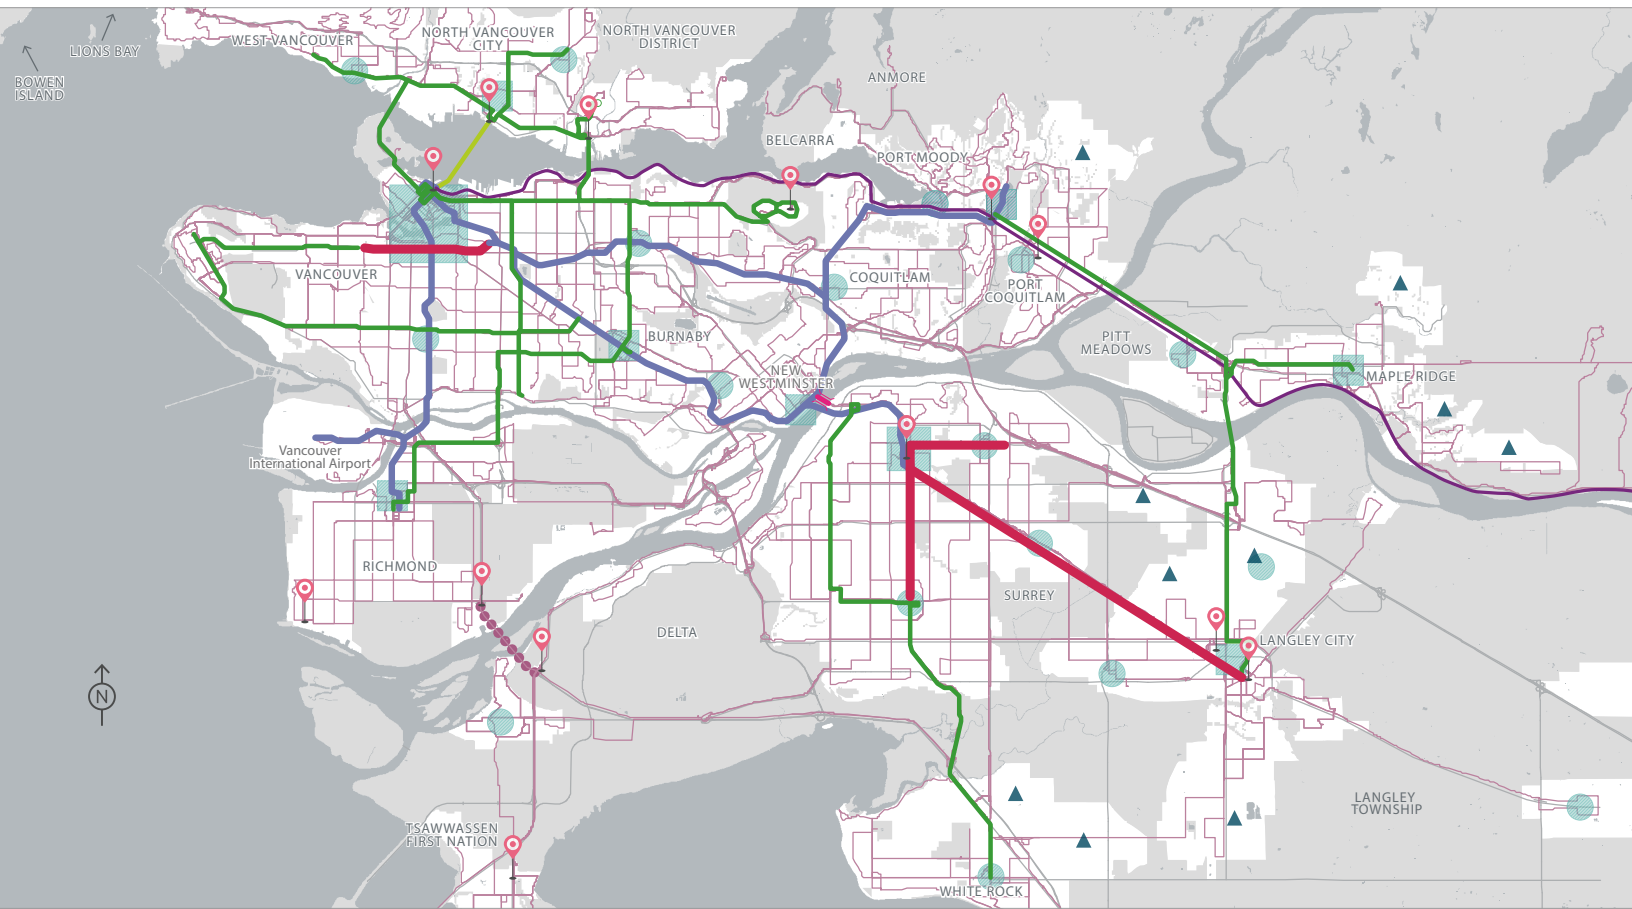 LIONS BAY
BOWEN
ISLAND
WEST VANCOUVER
NORTH VANCOUVER
CITY
NORTH VANCOUVER
DISTRICT
ANMORE
BELCARRA
PORT MOODY
VANCOUVER
COQUITLAM
PORT
COQUITLAM
BURNABY
PITT
MEADOWS
NEW
WESTMINSTER
MAPLE RIDGE
Vancouver
International Airport
RICHMOND
SURREY
DELTA
LANGLEY CITY
N
LANGLEY
TOWNSHIP
TSAWWASSEN
FIRST NATION
WHITE ROCK